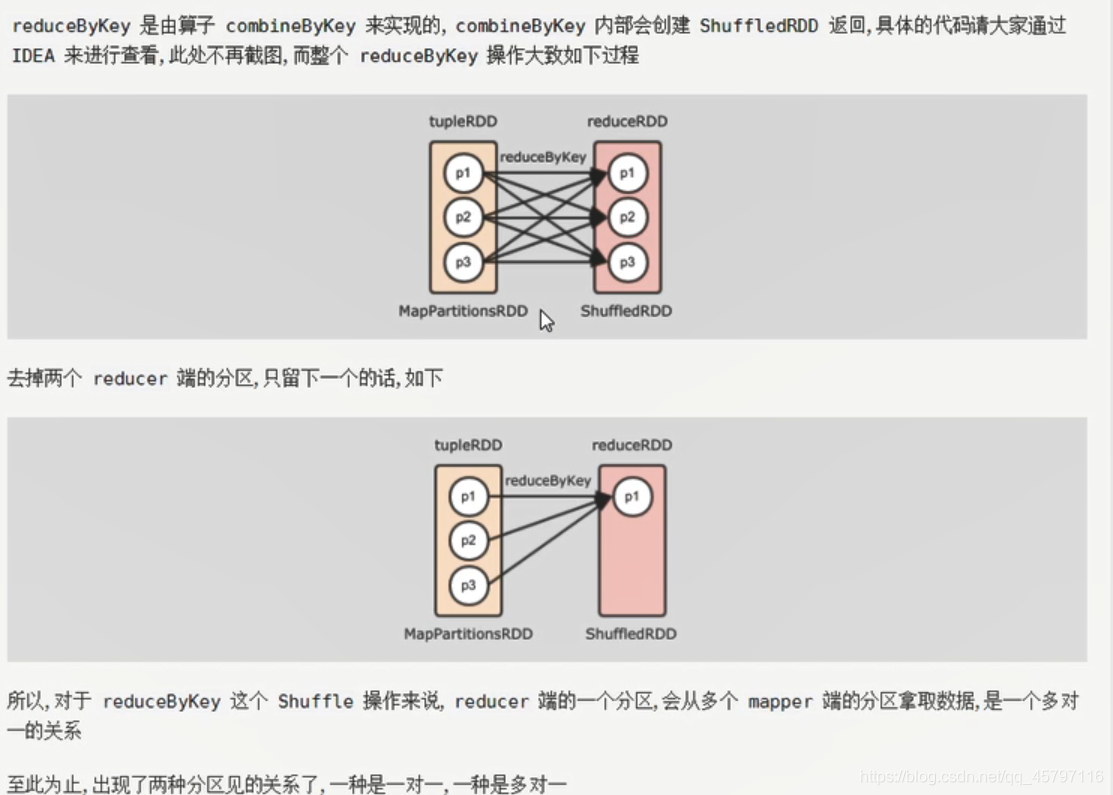 reduceByKey 是由算子 combineByKey 来实现的, combineByKey 内部会创建 ShuffledRDD 返回, 具体的代码请大家通过
IDEA 来进行查看, 此处不再截图, 而整个 reduceByKey 操作大致如下过程
tupleRDD reduceRDD
reduceByKey
p1 p1
p2 p2
p3 p3
MapPartitionsRDD ShuffledRDD
去掉两个 reducer 端的分区, 只留下一个的话, 如下
tupleRDD reduceRDD
reduceByKey
p1 p1
p2
p3
MapPartitionsRDD ShuffledRDD
所以, 对于 reduceByKey 这个 Shuffle 操作来说, reducer 端的一个分区, 会从多个 mapper 端的分区拿取数据, 是一个多对
一的关系
至此为止, 出现了两种分区见的关系了, 一种是一对一, 一种是多对一
https://blog.csdn.net/qq_45797116